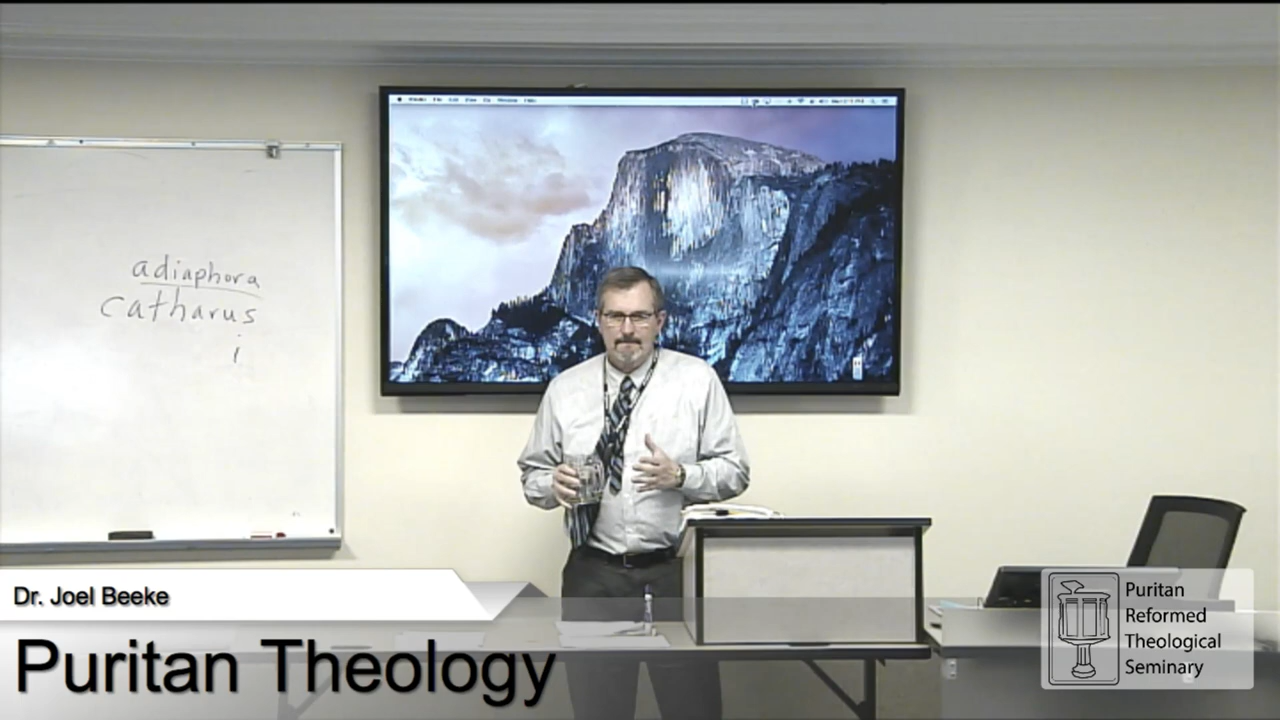 adiaphora
catharus
i
Dr. Joel Beeke
Puritan Theology
Puritan
Reformed
Theological
Seminary